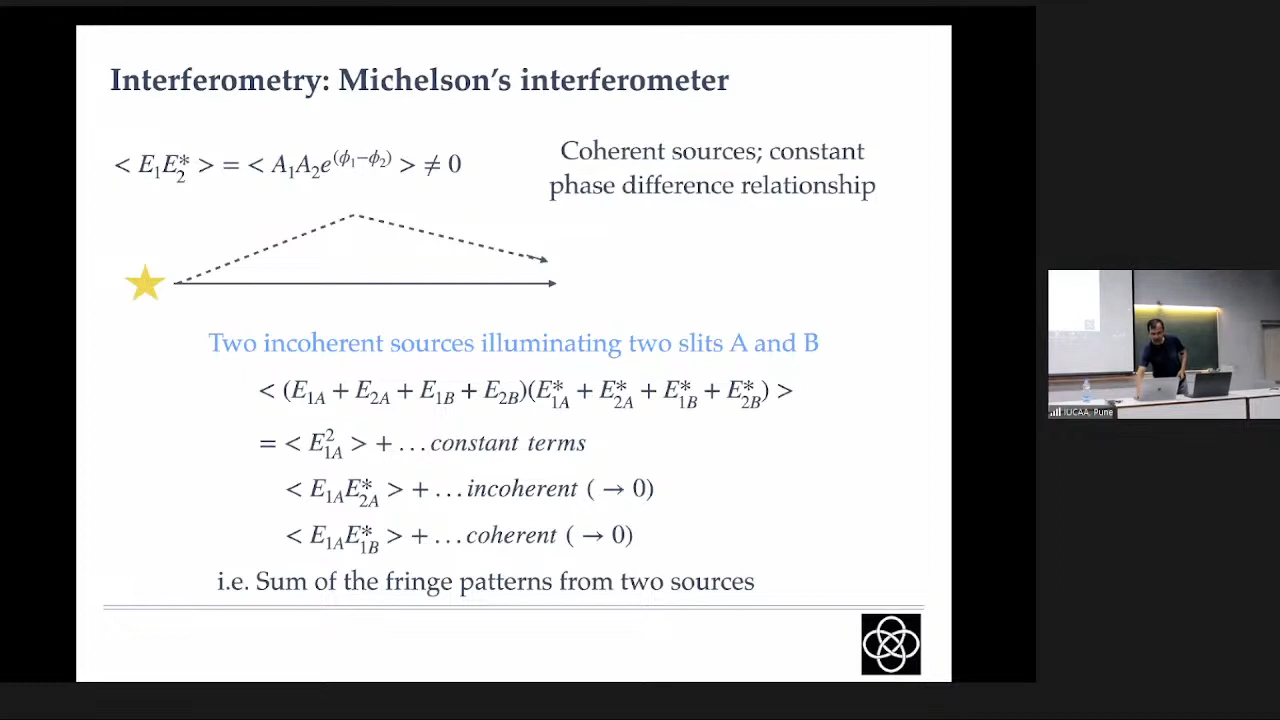 Interferometry: Michelson's interferometer
< E₁E₂* > = < A₁A₂e^(ϕ₁−ϕ₂) > ≠ 0
Coherent sources; constant
phase difference relationship
Two incoherent sources illuminating two slits A and B
< (E₁A + E₂A + E₁B + E₂B)(E*₁A + E*₂A + E*₁B + E*₂B) >
= < E²₁A > + … constant terms
< E₁AE*₂A > + … incoherent ( → 0)
< E₁AE*₁B > + … coherent ( → 0)
i.e. Sum of the fringe patterns from two sources
IUCAA, Pune